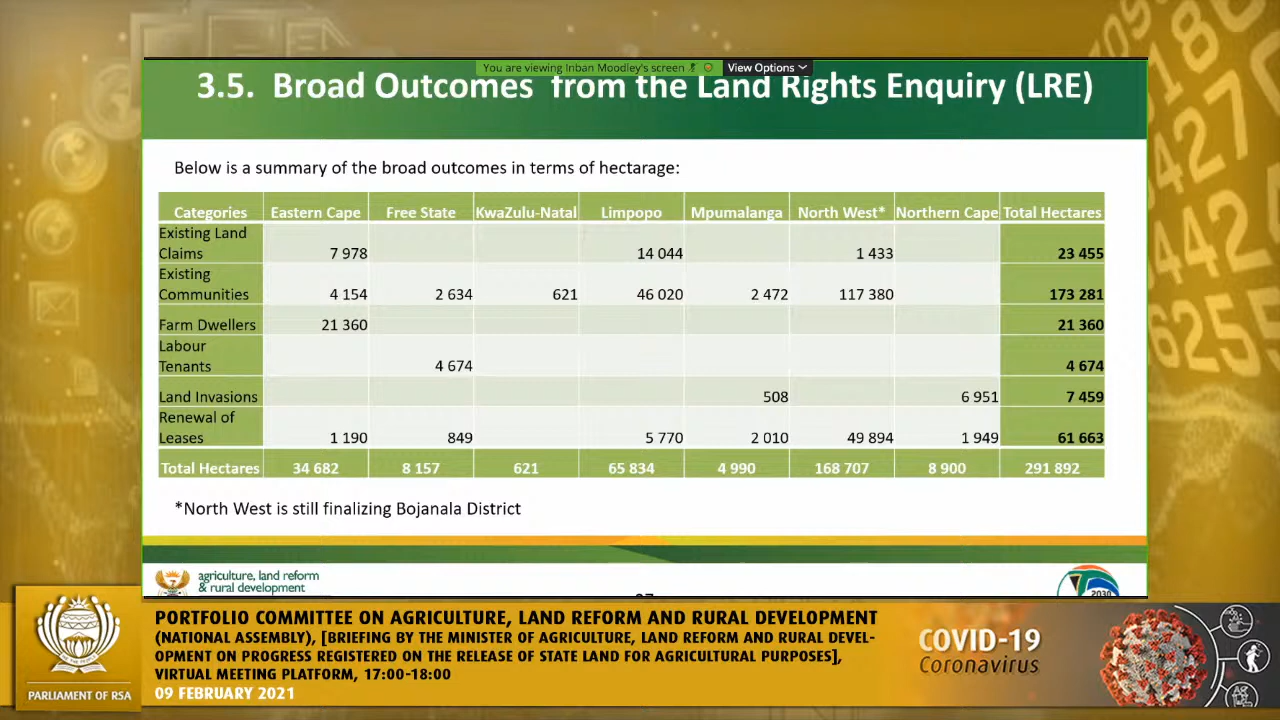 You are viewing Inban Moodley's screen View Options
3.5. Broad Outcomes from the Land Rights Enquiry (LRE)
Below is a summary of the broad outcomes in terms of hectarage:
Categories Eastern Cape Free State KwaZulu-Natal Limpopo Mpumalanga North West* Northern Cape Total Hectares
Existing Land
Claims 7 978 14 044 1 433 23 455
Existing
Communities 4 154 2 634 621 46 020 2 472 117 380 173 281
Farm Dwellers 21 360 21 360
Labour
Tenants 4 674 4 674
Land Invasions 508 6 951 7 459
Renewal of
Leases 1 190 849 5 770 2 010 49 894 1 949 61 663
Total Hectares 34 682 8 157 621 65 834 4 990 168 707 8 900 291 892
*North West is still finalizing Bojanala District
agriculture, land reform
& rural development
2030
PORTFOLIO COMMITTEE ON AGRICULTURE, LAND REFORM AND RURAL DEVELOPMENT
(NATIONAL ASSEMBLY), [BRIEFING BY THE MINISTER OF AGRICULTURE, LAND REFORM AND RURAL DEVEL-
OPMENT ON PROGRESS REGISTERED ON THE RELEASE OF STATE LAND FOR AGRICULTURAL PURPOSES],
VIRTUAL MEETING PLATFORM, 17:00-18:00
09 FEBRUARY 2021
PARLIAMENT OF RSA
COVID-19
Coronavirus